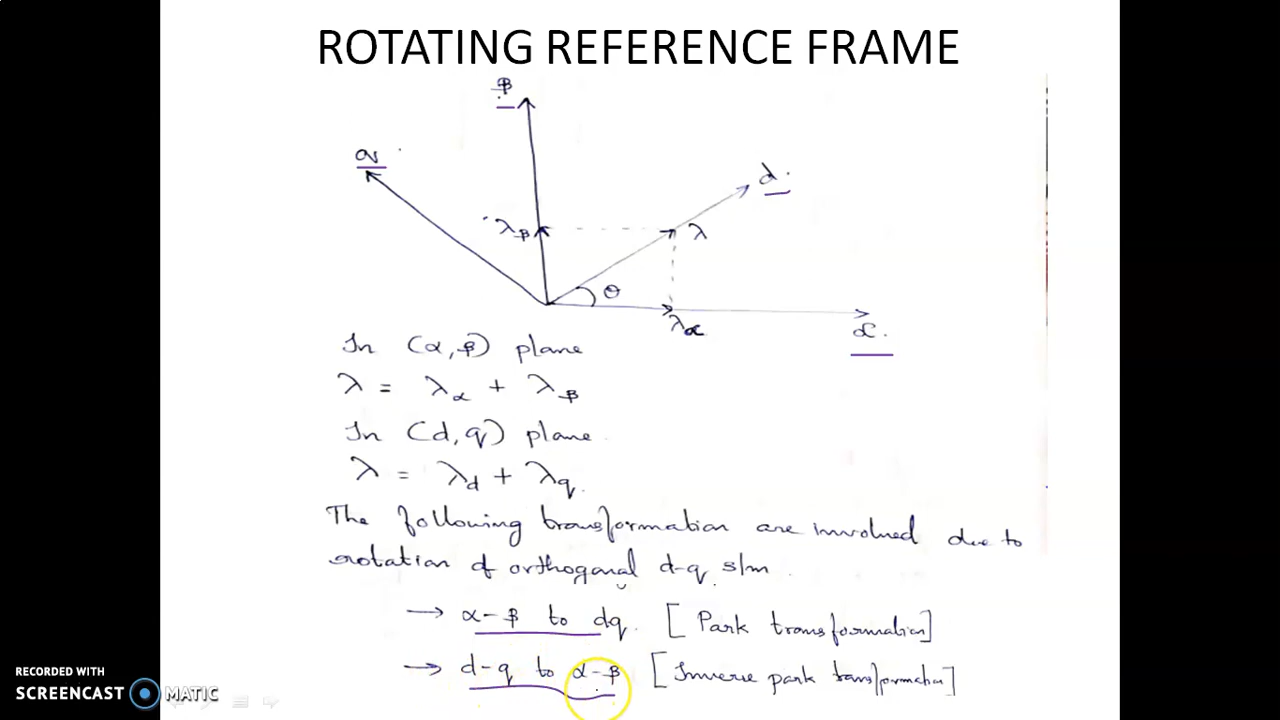 ROTATING REFERENCE FRAME
β
q
d.
λβ
λ
θ
λα
α.
In (α, β) plane
λ = λα + λβ
In (d, q) plane
λ = λd + λq.
The following transformation are involved due to
rotation of orthogonal d-q s/m.
→ α-β to dq. [Park transformation]
→ d-q to α-β [Inverse park transformation]
RECORDED WITH
SCREENCAST MATIC